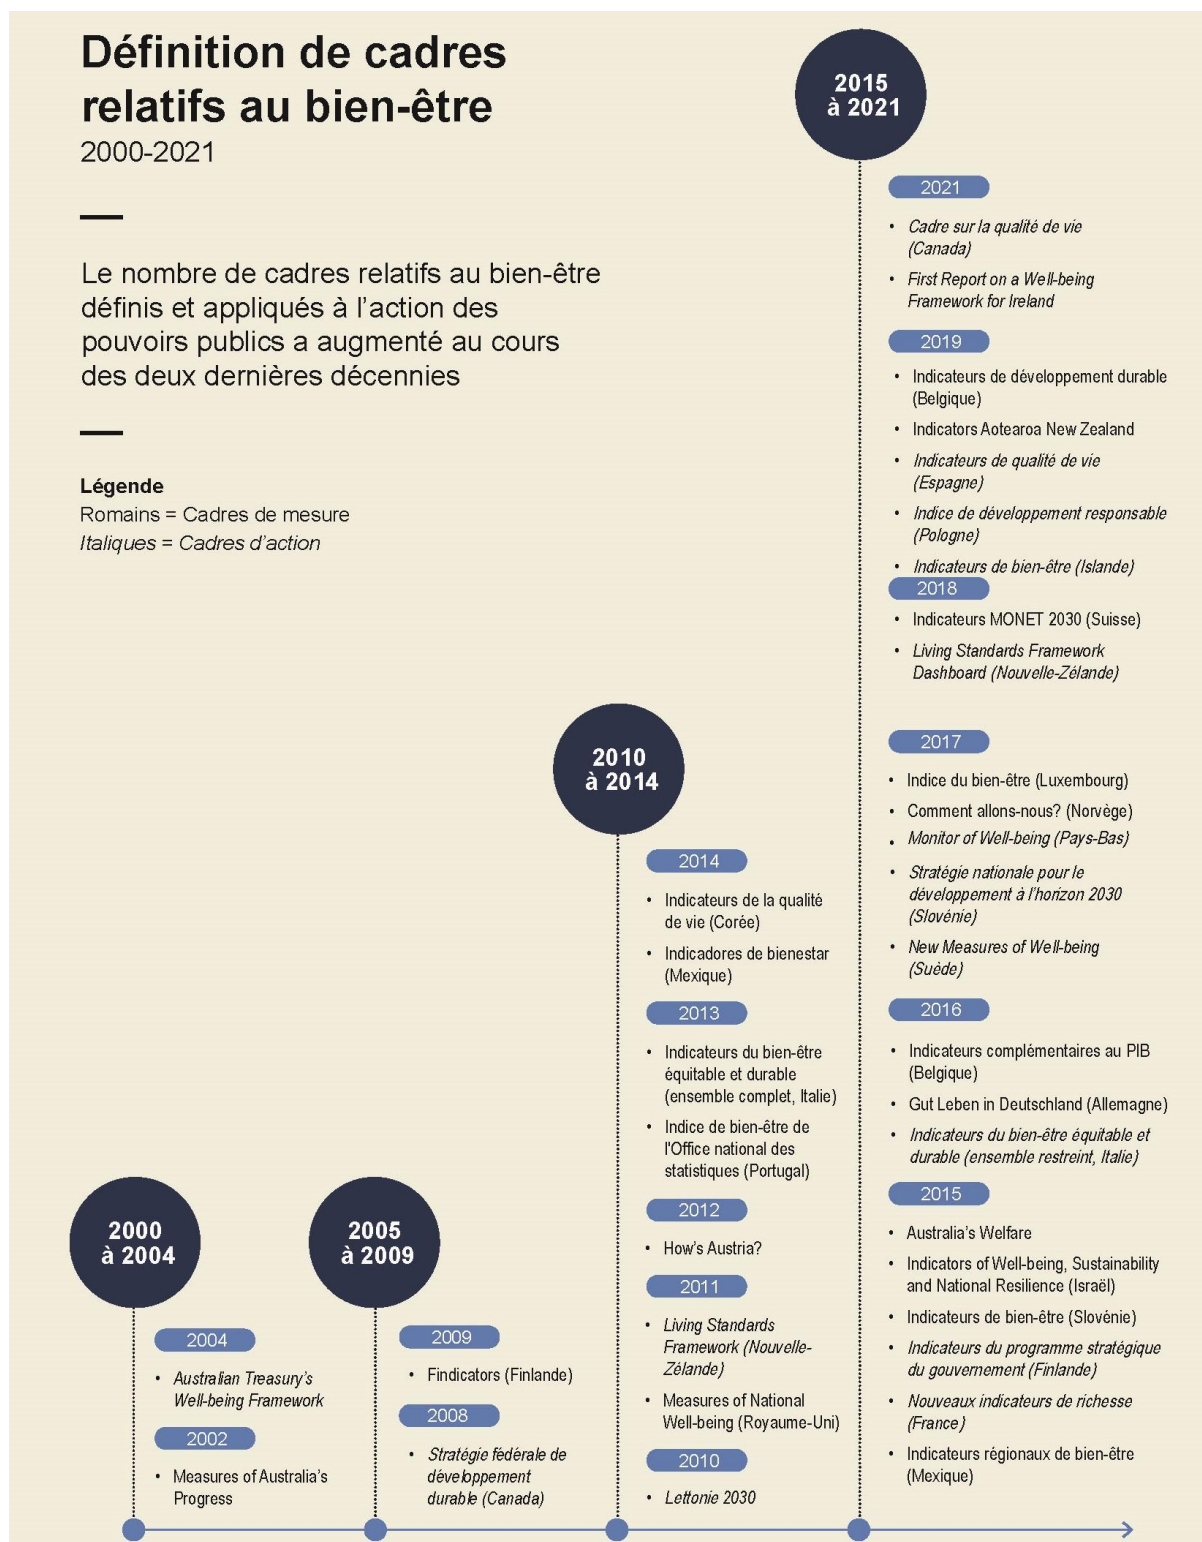 Définition de cadres
relatifs au bien-être
2000-2021
Le nombre de cadres relatifs au bien-être
définis et appliqués à l'action des
pouvoirs publics a augmenté au cours
des deux dernières décennies
Légende
Romains = Cadres de mesure
Italiques = Cadres d'action
2000
à 2004
2004
• Australian Treasury's
Well-being Framework
2002
• Measures of Australia's
Progress
2005
à 2009
2009
• Findicators (Finlande)
2008
• Stratégie fédérale de
développement
durable (Canada)
2010
à 2014
2014
• Indicateurs de la qualité
de vie (Corée)
• Indicadores de bienestar
(Mexique)
2013
• Indicateurs du bien-être
équitable et durable
(ensemble complet, Italie)
• Indice de bien-être de
l'Office national des
statistiques (Portugal)
2012
• How's Austria?
2011
• Living Standards
Framework (Nouvelle-
Zélande)
• Measures of National
Well-being (Royaume-Uni)
2010
• Lettonie 2030
2015
à 2021
2021
• Cadre sur la qualité de vie
(Canada)
• First Report on a Well-being
Framework for Ireland
2019
• Indicateurs de développement durable
(Belgique)
• Indicators Aotearoa New Zealand
• Indicateurs de qualité de vie
(Espagne)
• Indice de développement responsable
(Pologne)
• Indicateurs de bien-être (Islande)
2018
• Indicateurs MONET 2030 (Suisse)
• Living Standards Framework
Dashboard (Nouvelle-Zélande)
2017
• Indice du bien-être (Luxembourg)
• Comment allons-nous? (Norvège)
• Monitor of Well-being (Pays-Bas)
• Stratégie nationale pour le
développement à l'horizon 2030
(Slovénie)
• New Measures of Well-being
(Suède)
2016
• Indicateurs complémentaires au PIB
(Belgique)
• Gut Leben in Deutschland (Allemagne)
• Indicateurs du bien-être équitable et
durable (ensemble restreint, Italie)
2015
• Australia's Welfare
• Indicators of Well-being, Sustainability
and National Resilience (Israël)
• Indicateurs de bien-être (Slovénie)
• Indicateurs du programme stratégique
du gouvernement (Finlande)
• Nouveaux indicateurs de richesse
(France)
• Indicateurs régionaux de bien-être
(Mexique)